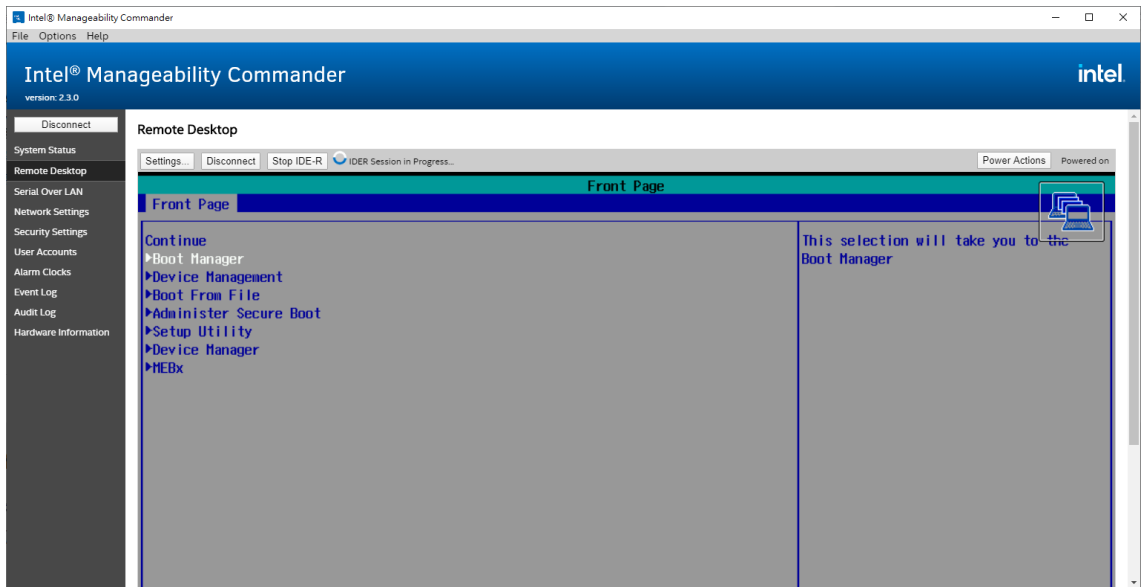 Intel® Manageability Commander
File Options Help
Intel® Manageability Commander
intel.
version: 2.3.0
Disconnect
System Status
Remote Desktop
Serial Over LAN
Network Settings
Security Settings
User Accounts
Alarm Clocks
Event Log
Audit Log
Hardware Information
Remote Desktop
Settings... Disconnect Stop IDE-R IDER Session in Progress... Power Actions Powered on
Front Page
Front Page
Continue
Boot Manager
Device Management
Boot From File
Administer Secure Boot
Setup Utility
Device Manager
MEBx
This selection will take you to the
Boot Manager